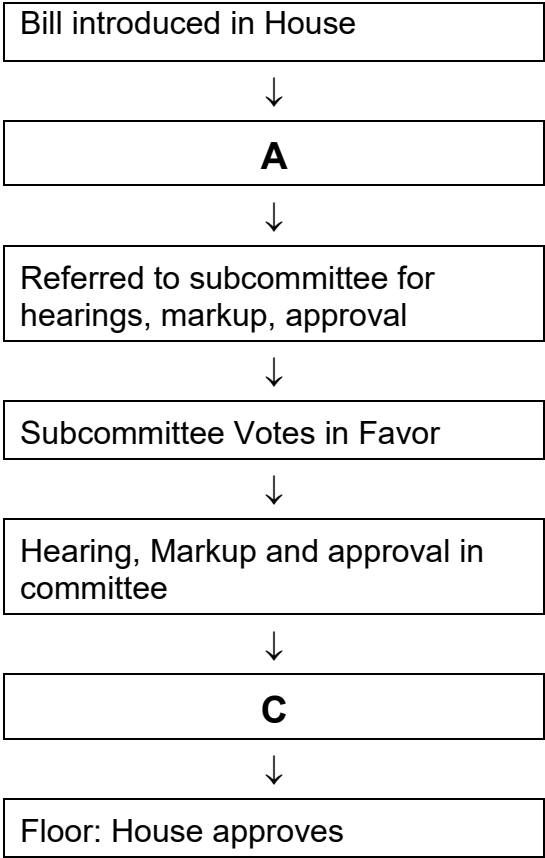 Bill introduced in House
A
Referred to subcommittee for
hearings, markup, approval
Subcommittee Votes in Favor
Hearing, Markup and approval in
committee
C
Floor: House approves